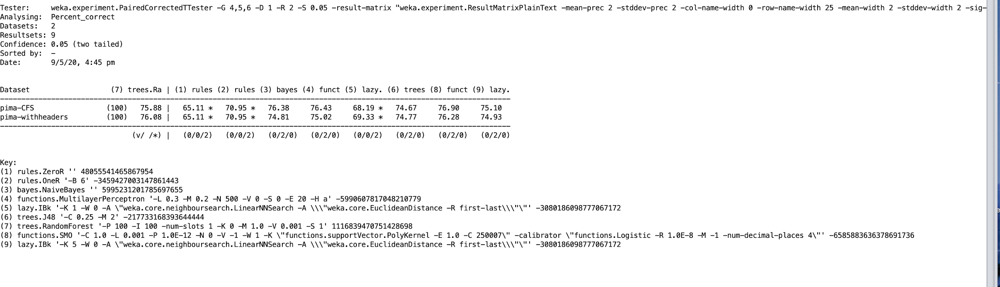 Tester:     weka.experiment.PairedCorrectedTTester -G 4,5,6 -D 1 -R 2 -S 0.05 -result-matrix "weka.experiment.ResultMatrixPlainText -mean-prec 2 -stddev-prec 2 -col-name-width 0 -row-name-width 25 -mean-width 2 -stddev-width 2 -sig-
Analysing:  Percent_correct
Datasets:   2
Resultsets: 9
Confidence: 0.05 (two tailed)
Sorted by:  -
Date:       9/5/20, 4:45 pm
Dataset                   (7) trees.Ra | (1) rules (2) rules (3) bayes (4) funct (5) lazy. (6) trees (8) funct (9) lazy.
pima-CFS                 (100)   75.88 |   65.11 *   70.95 *   76.38     76.43     68.19 *   74.67     76.90     75.10
pima-withheaders         (100)   76.08 |   65.11 *   70.95 *   74.81     75.02     69.33 *   74.77     76.28     74.93
(v/ /*) |   (0/0/2)   (0/0/2)   (0/2/0)   (0/2/0)   (0/0/2)   (0/2/0)   (0/2/0)   (0/2/0)
Key:
(1) rules.ZeroR '' 48055541465867954
(2) rules.OneR '-B 6' -3459427003147861443
(3) bayes.NaiveBayes '' 5995231201785697655
(4) functions.MultilayerPerceptron '-L 0.3 -M 0.2 -N 500 -V 0 -S 0 -E 20 -H a' -5990607817048210779
(5) lazy.IBk '-K 1 -W 0 -A \"weka.core.neighboursearch.LinearNNSearch -A \\\"weka.core.EuclideanDistance -R first-last\\\"\"' -3080186098777067172
(6) trees.J48 '-C 0.25 -M 2' -217733168393644444
(7) trees.RandomForest '-P 100 -I 100 -num-slots 1 -K 0 -M 1.0 -V 0.001 -S 1' 1116839470751428698
(8) functions.SMO '-C 1.0 -L 0.001 -P 1.0E-12 -N 0 -V -1 -W 1 -K \"functions.supportVector.PolyKernel -E 1.0 -C 250007\" -calibrator \"functions.Logistic -R 1.0E-8 -M -1 -num-decimal-places 4\"' -6585883636378691736
(9) lazy.IBk '-K 5 -W 0 -A \"weka.core.neighboursearch.LinearNNSearch -A \\\"weka.core.EuclideanDistance -R first-last\\\"\"' -3080186098777067172